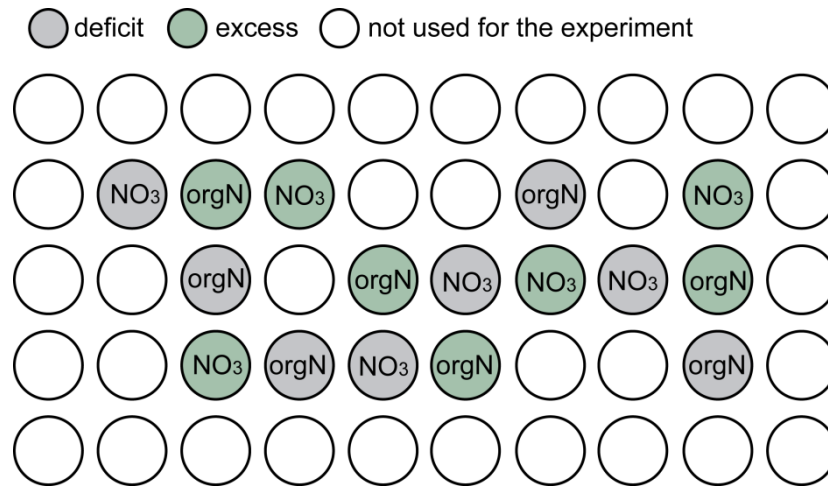 deficit excess not used for the experiment
NO₃ orgN NO₃ orgN NO₃
orgN orgN NO₃ NO₃ NO₃ orgN
NO₃ orgN NO₃ orgN orgN